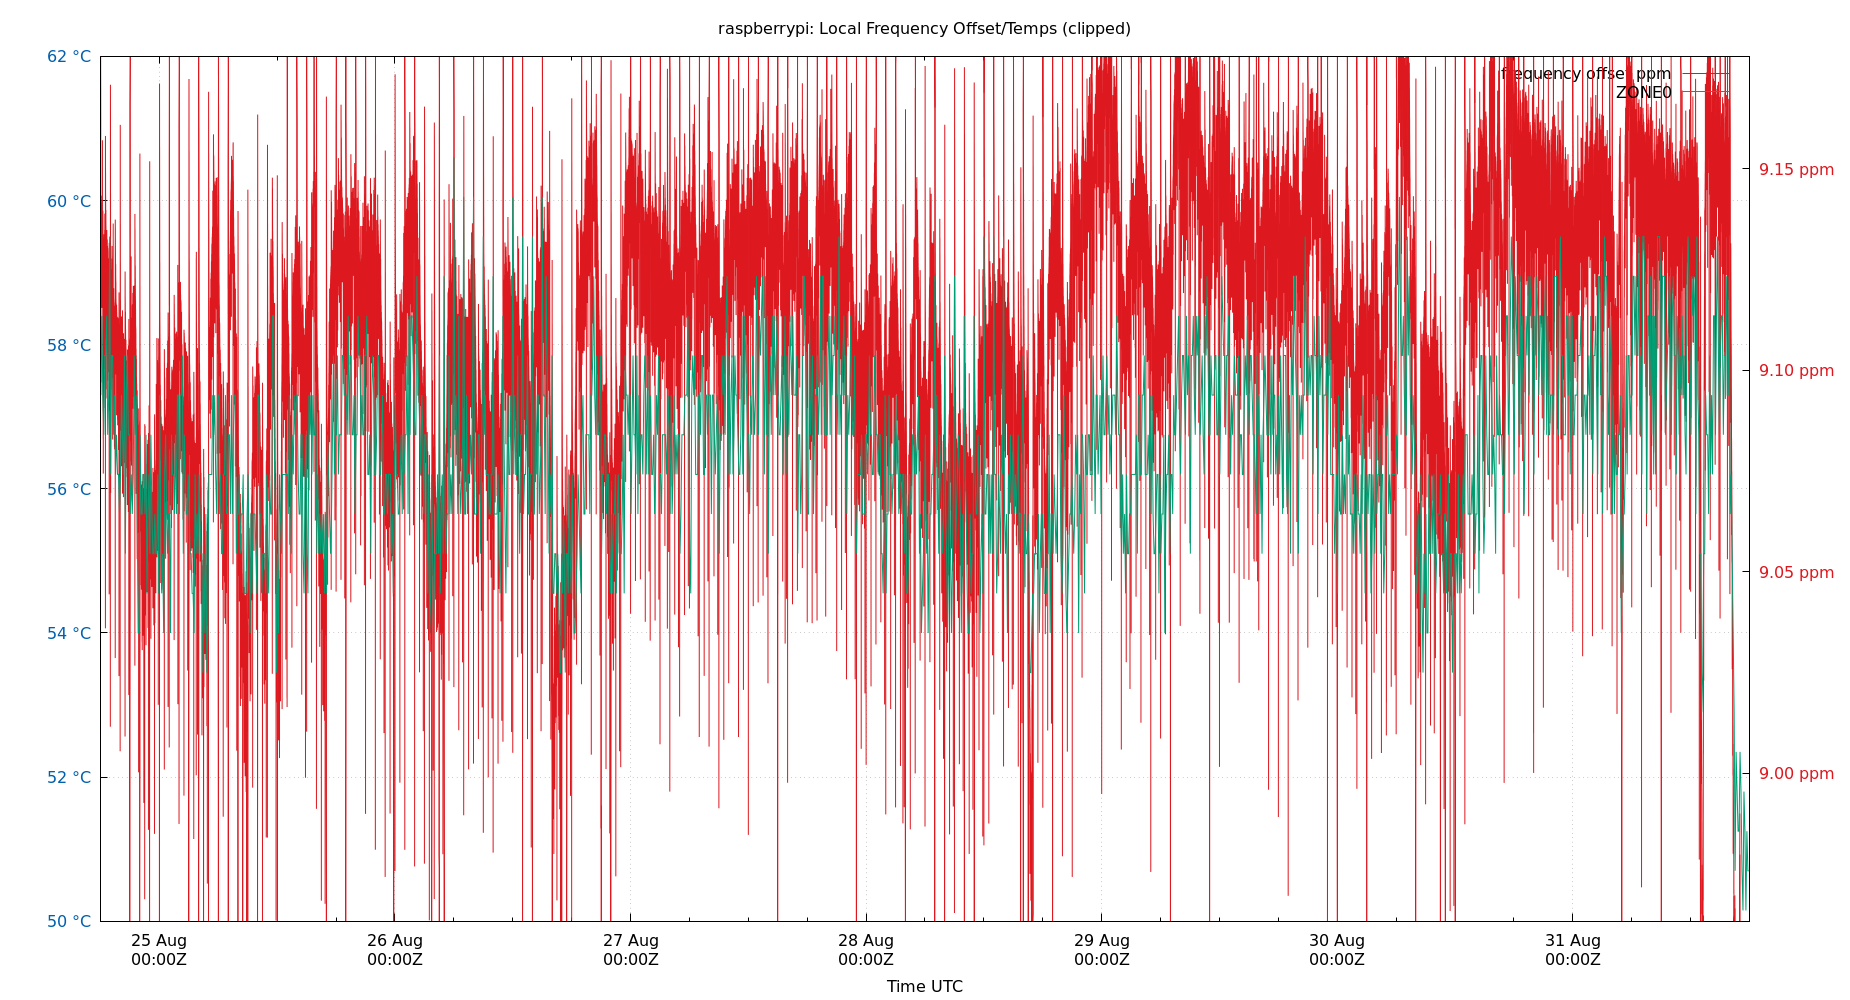 raspberrypi: Local Frequency Offset/Temps (clipped)
62 °C
60 °C
58 °C
56 °C
54 °C
52 °C
50 °C
frequency offset ppm
ZONE0
9.15 ppm
9.10 ppm
9.05 ppm
9.00 ppm
25 Aug 26 Aug 27 Aug 28 Aug 29 Aug 30 Aug 31 Aug
00:00Z 00:00Z 00:00Z 00:00Z 00:00Z 00:00Z 00:00Z
Time UTC